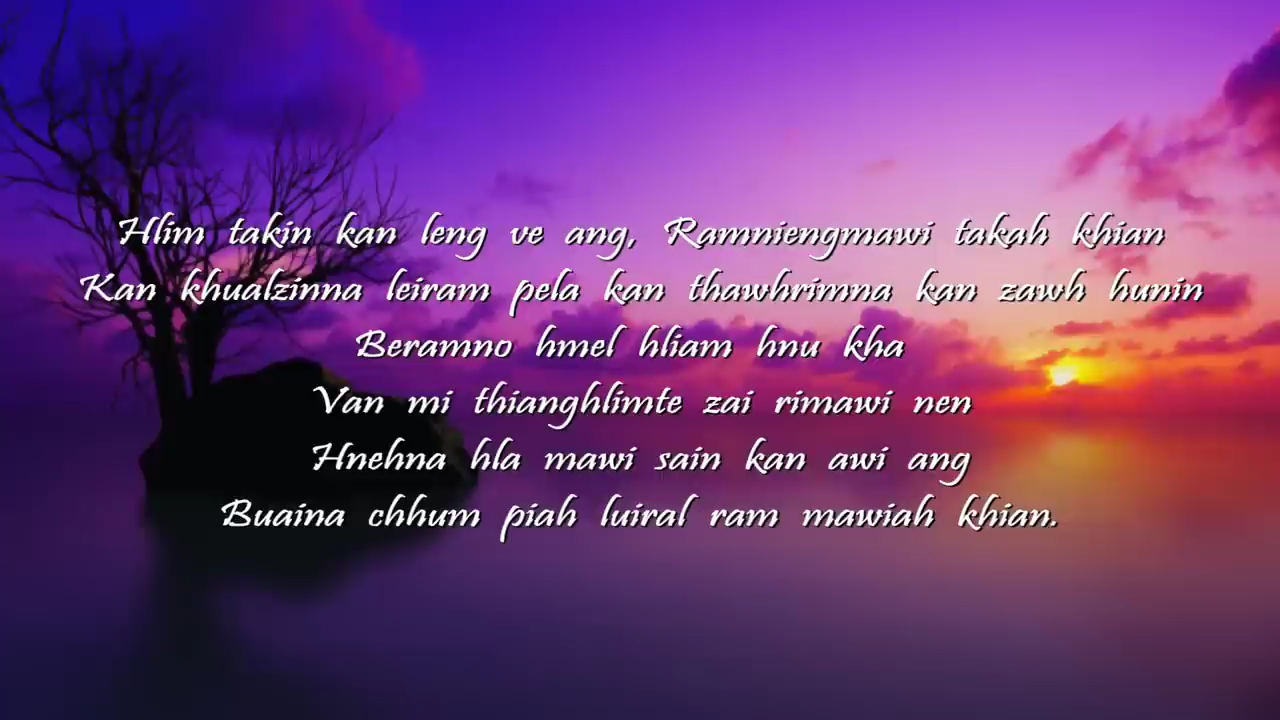 Hlim takin kan leng ve ang, Ramniengmawi takah khian
Kan khualzinna leiram pela kan thawhrimna kan zawh hunin
Beramno hmel hliam hnu kha
Van mi thianghlimte zai rimawi nen
Hnehna hla mawi sain kan awi ang
Buaina chhum piah luiral ram mawiah khian.